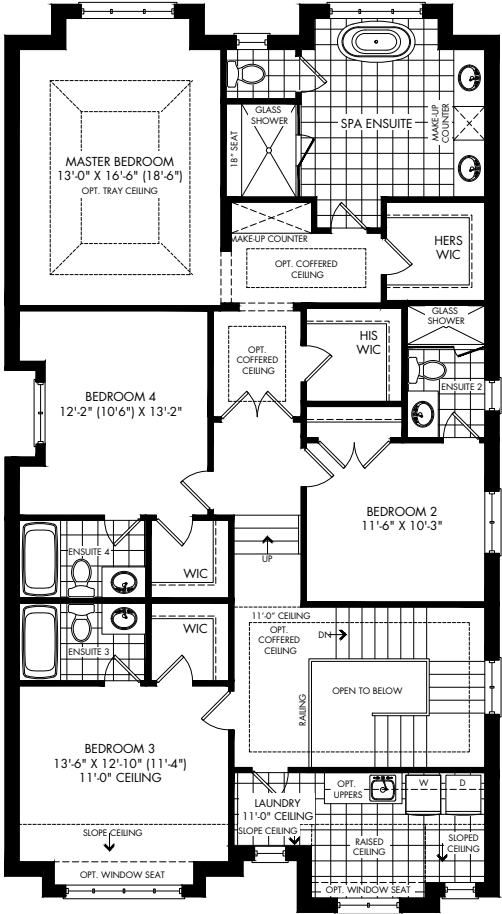 GLASS
SHOWER
18" SEAT
SPA ENSUITE
MAKE-UP
COUNTER
MASTER BEDROOM
13'-0" X 16'-6" (18'-6")
OPT. TRAY CEILING
MAKE-UP COUNTER
OPT. COFFERED
CEILING
HERS
WIC
GLASS
SHOWER
HIS
WIC
OPT.
COFFERED
CEILING
ENSUITE 2
BEDROOM 4
12'-2" (10'6") X 13'-2"
BEDROOM 2
11'-6" X 10'-3"
ENSUITE 4
WIC
UP
11'-0" CEILING
OPT.
COFFERED
CEILING
DN
WIC
ENSUITE 3
OPEN TO BELOW
RAILING
BEDROOM 3
13'-6" X 12'-10" (11'-4")
11'-0" CEILING
OPT.
UPPERS
W
D
LAUNDRY
11'-0" CEILING
SLOPE CEILING
SLOPE CEILING
RAISED
CEILING
SLOPED
CEILING
OPT. WINDOW SEAT
OPT. WINDOW SEAT